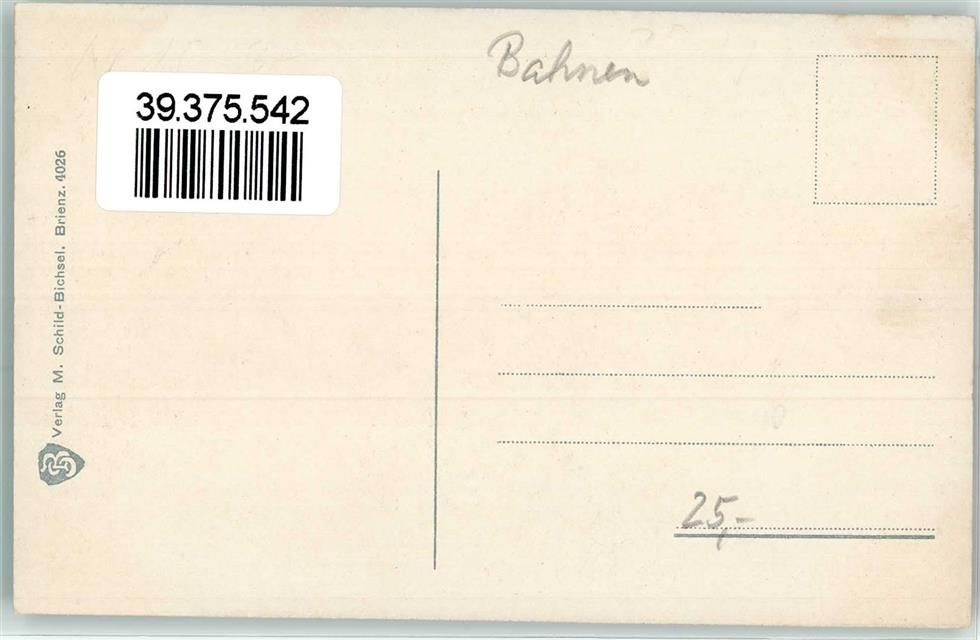 Bahnen
39.375.542
Verlag M. Schild-Bichsel. Brienz. 4026
25,-